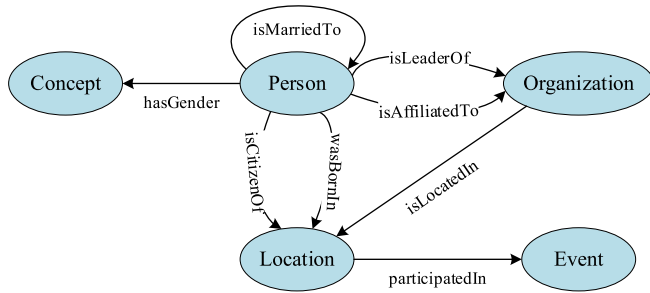 isMarriedTo
isLeaderOf
Concept
Person
Organization
hasGender
isAffiliatedTo
isCitizenOf
wasBornIn
isLocatedIn
Location
Event
participatedIn